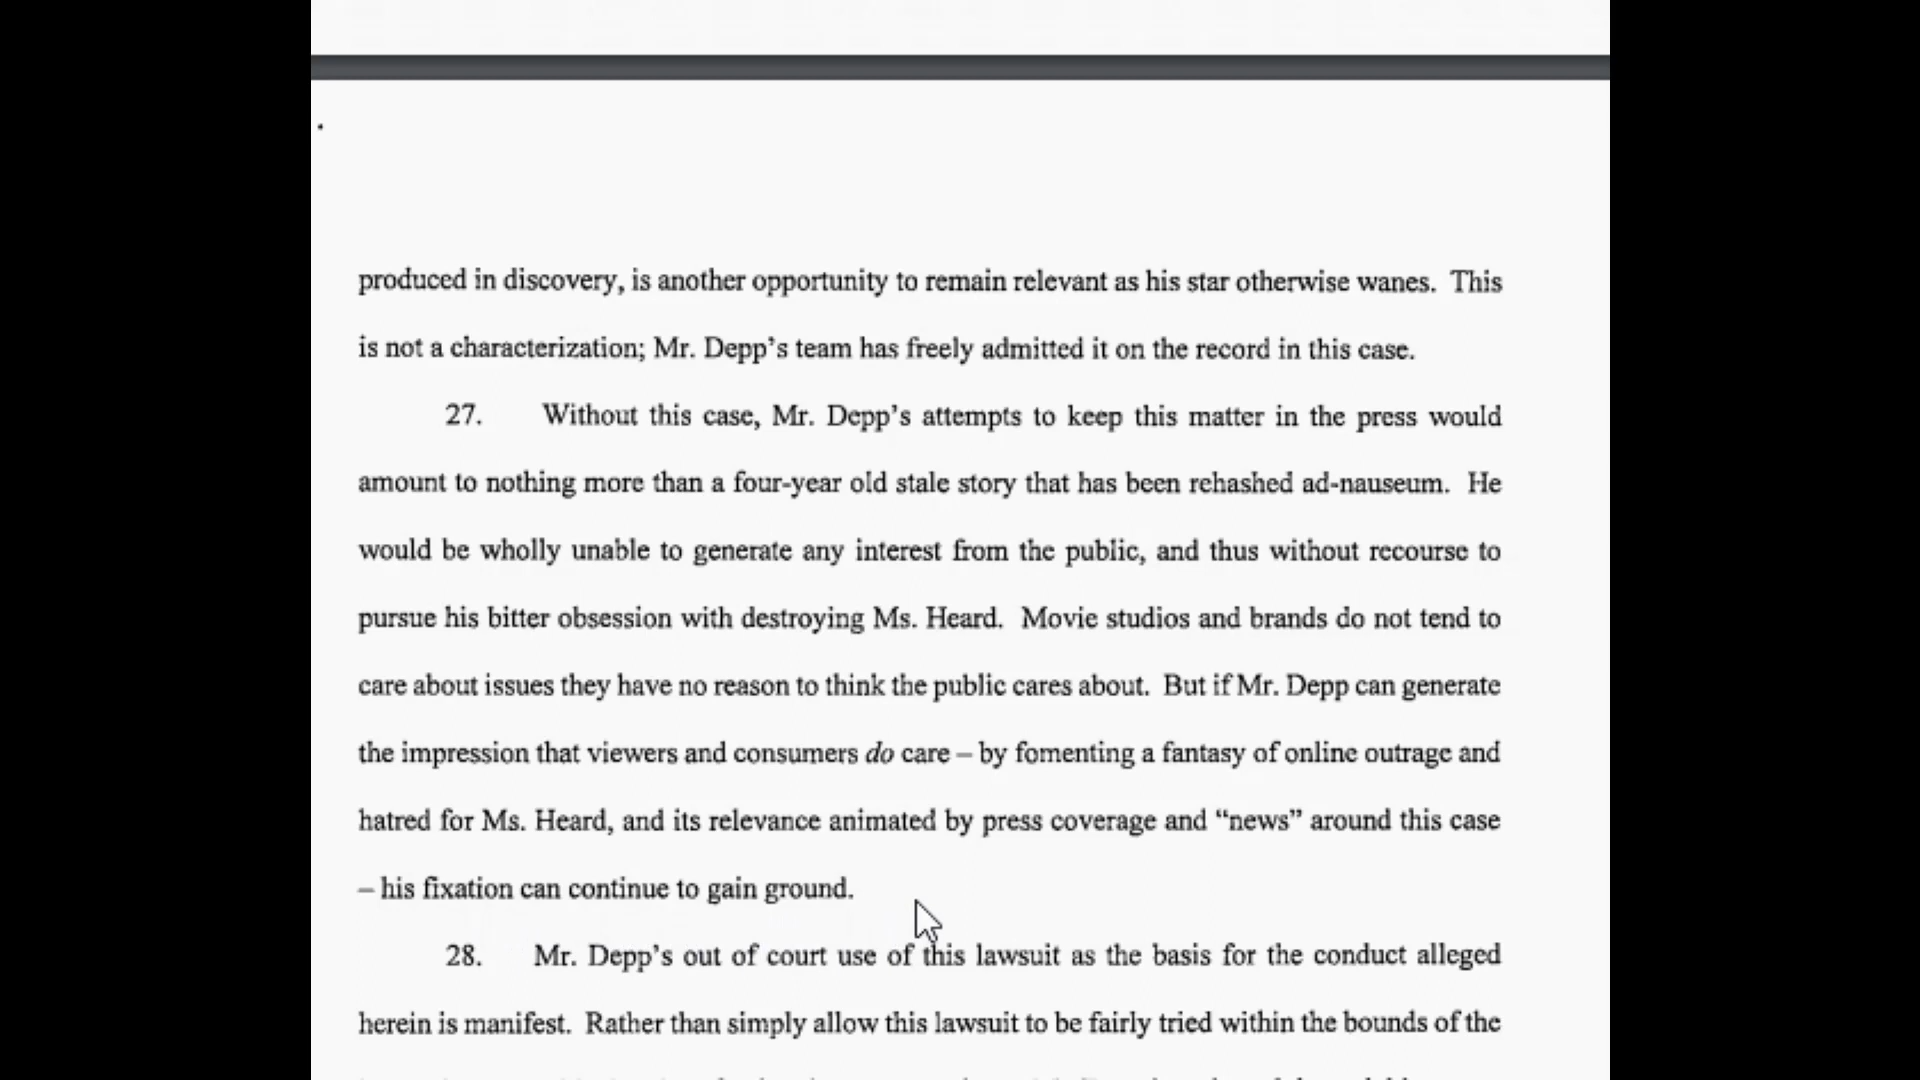 produced in discovery, is another opportunity to remain relevant as his star otherwise wanes. This
is not a characterization; Mr. Depp's team has freely admitted it on the record in this case.
27. Without this case, Mr. Depp's attempts to keep this matter in the press would
amount to nothing more than a four-year old stale story that has been rehashed ad-nauseum. He
would be wholly unable to generate any interest from the public, and thus without recourse to
pursue his bitter obsession with destroying Ms. Heard. Movie studios and brands do not tend to
care about issues they have no reason to think the public cares about. But if Mr. Depp can generate
the impression that viewers and consumers do care – by fomenting a fantasy of online outrage and
hatred for Ms. Heard, and its relevance animated by press coverage and “news” around this case
– his fixation can continue to gain ground.
28. Mr. Depp's out of court use of this lawsuit as the basis for the conduct alleged
herein is manifest. Rather than simply allow this lawsuit to be fairly tried within the bounds of the